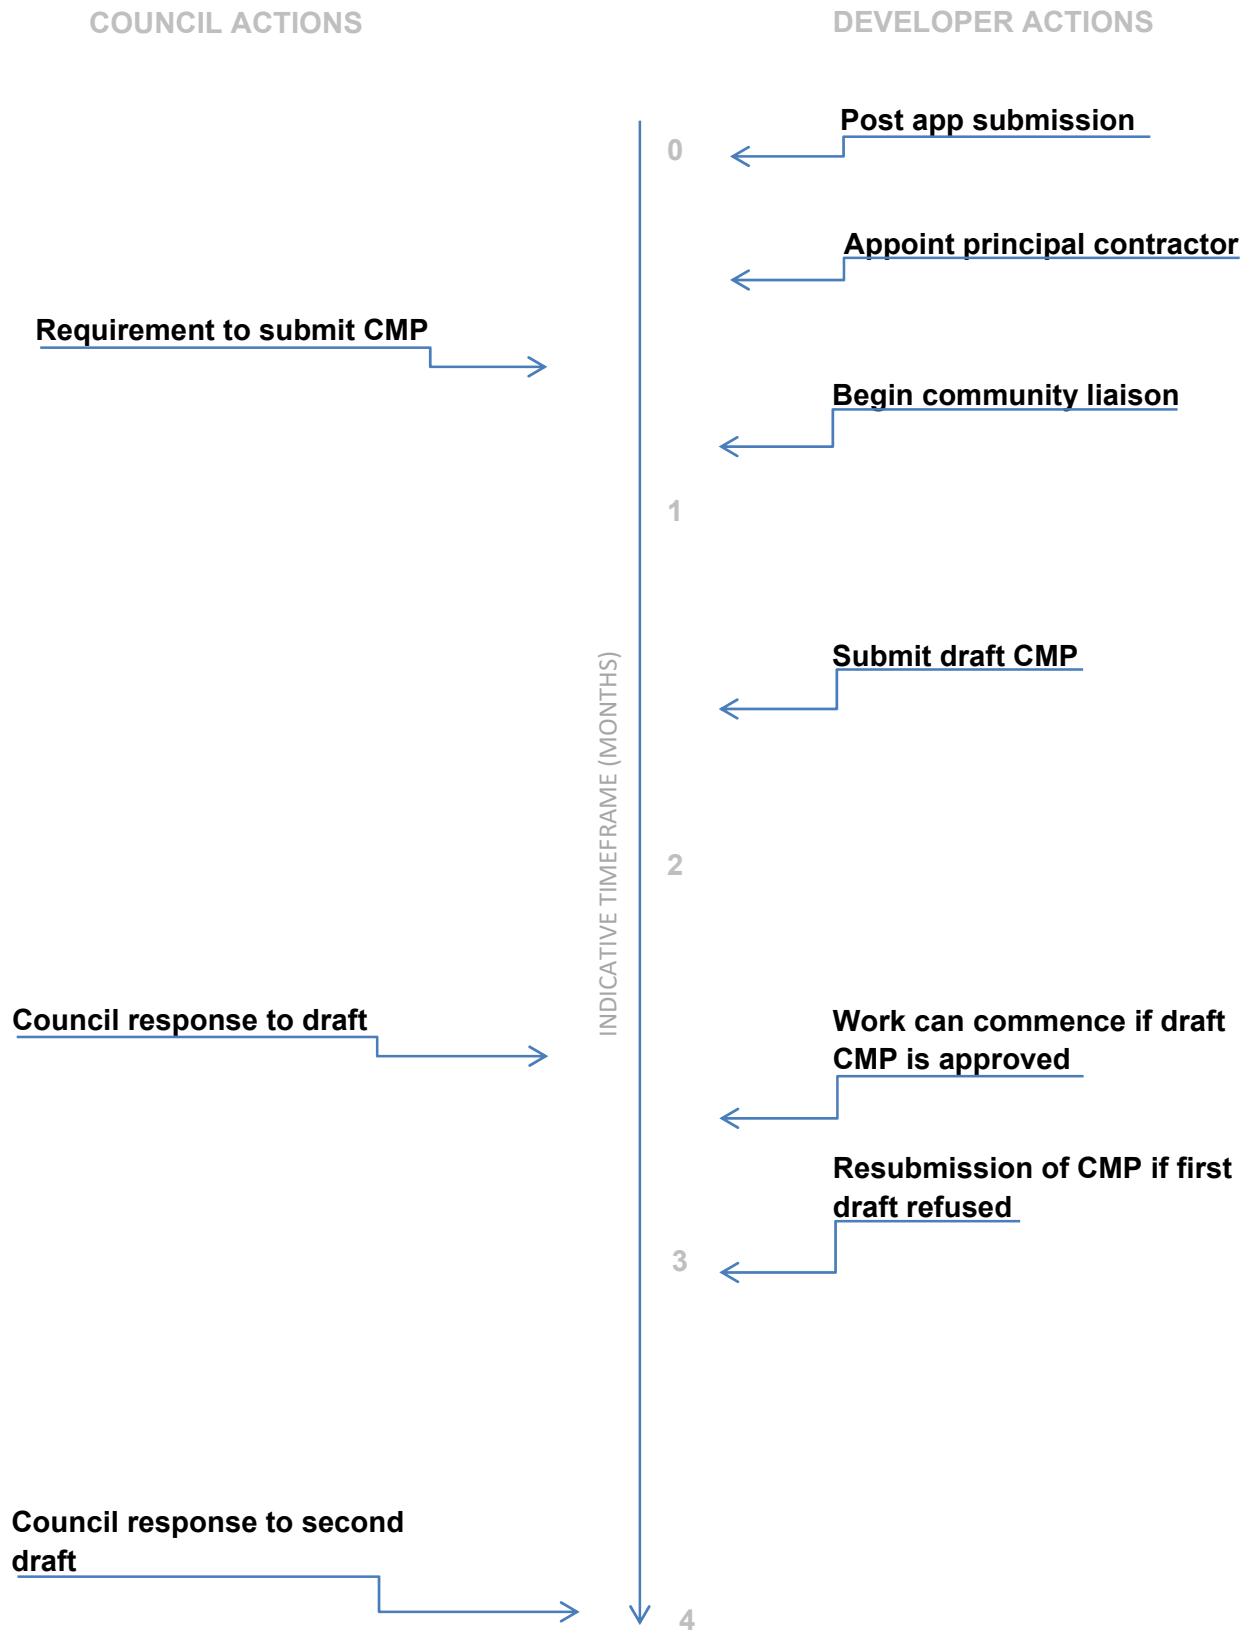 COUNCIL ACTIONS
DEVELOPER ACTIONS
Post app submission
0
Appoint principal contractor
Requirement to submit CMP
Begin community liaison
1
Submit draft CMP
INDICATIVE TIMEFRAME (MONTHS)
2
Council response to draft
Work can commence if draft
CMP is approved
Resubmission of CMP if first
draft refused
3
Council response to second
draft
4